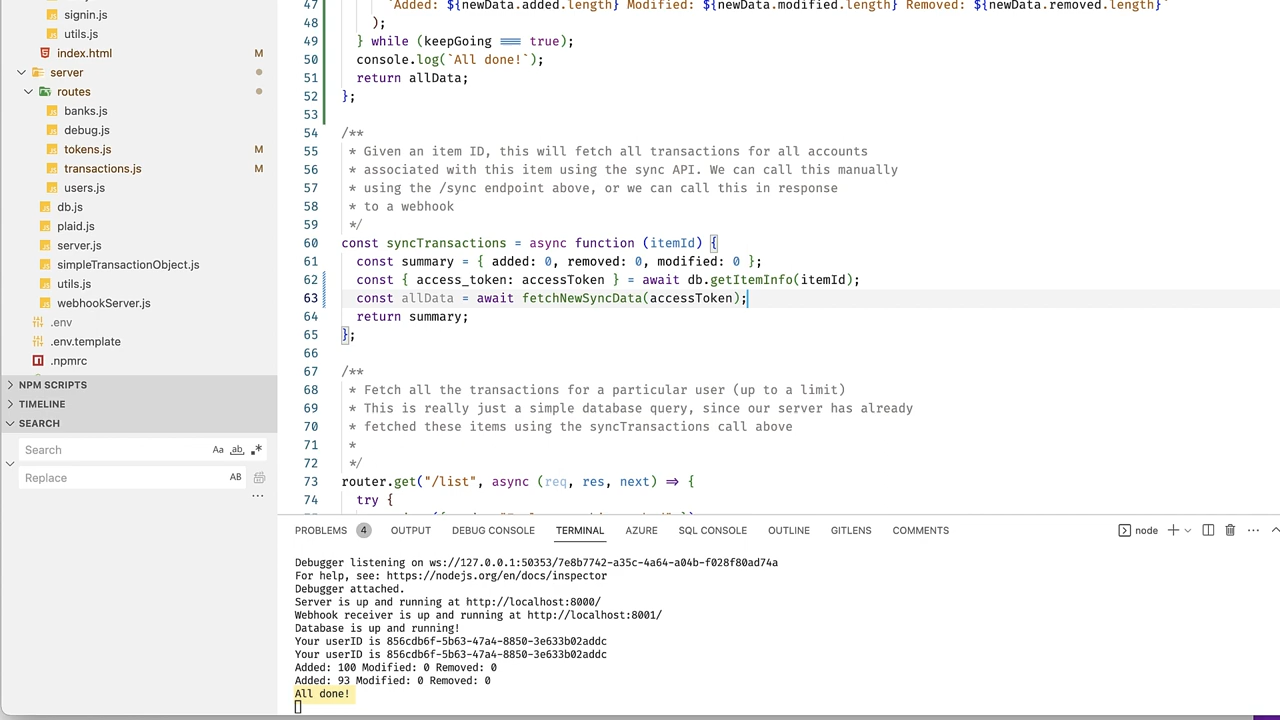 signin.js
utils.js
index.html M
server
routes
banks.js
debug.js
tokens.js M
transactions.js M
users.js
db.js
plaid.js
server.js
simpleTransactionObject.js
utils.js
webhookServer.js
.env
.env.template
.npmrc
NPM SCRIPTS
TIMELINE
SEARCH
Search Aa ab .*
Replace AB
47 `Added: ${newData.added.length} Modified: ${newData.modified.length} Removed: ${newData.removed.length}`
48 );
49 } while (keepGoing === true);
50 console.log(`All done!`);
51 return allData;
52 };
53
54 /**
55 * Given an item ID, this will fetch all transactions for all accounts
56 * associated with this item using the sync API. We can call this manually
57 * using the /sync endpoint above, or we can call this in response
58 * to a webhook
59 */
60 const syncTransactions = async function (itemId) {
61 const summary = { added: 0, removed: 0, modified: 0 };
62 const { access_token: accessToken } = await db.getItemInfo(itemId);
63 const allData = await fetchNewSyncData(accessToken);
64 return summary;
65 };
66
67 /**
68 * Fetch all the transactions for a particular user (up to a limit)
69 * This is really just a simple database query, since our server has already
70 * fetched these items using the syncTransactions call above
71 *
72 */
73 router.get("/list", async (req, res, next) => {
74 try {
PROBLEMS 4 OUTPUT DEBUG CONSOLE TERMINAL AZURE SQL CONSOLE OUTLINE GITLENS COMMENTS node
Debugger listening on ws://127.0.0.1:50353/7e8b7742-a35c-4a64-a04b-f028f80ad74a
For help, see: https://nodejs.org/en/docs/inspector
Debugger attached.
Server is up and running at http://localhost:8000/
Webhook receiver is up and running at http://localhost:8001/
Database is up and running!
Your userID is 856cdb6f-5b63-47a4-8850-3e633b02addc
Your userID is 856cdb6f-5b63-47a4-8850-3e633b02addc
Added: 100 Modified: 0 Removed: 0
Added: 93 Modified: 0 Removed: 0
All done!